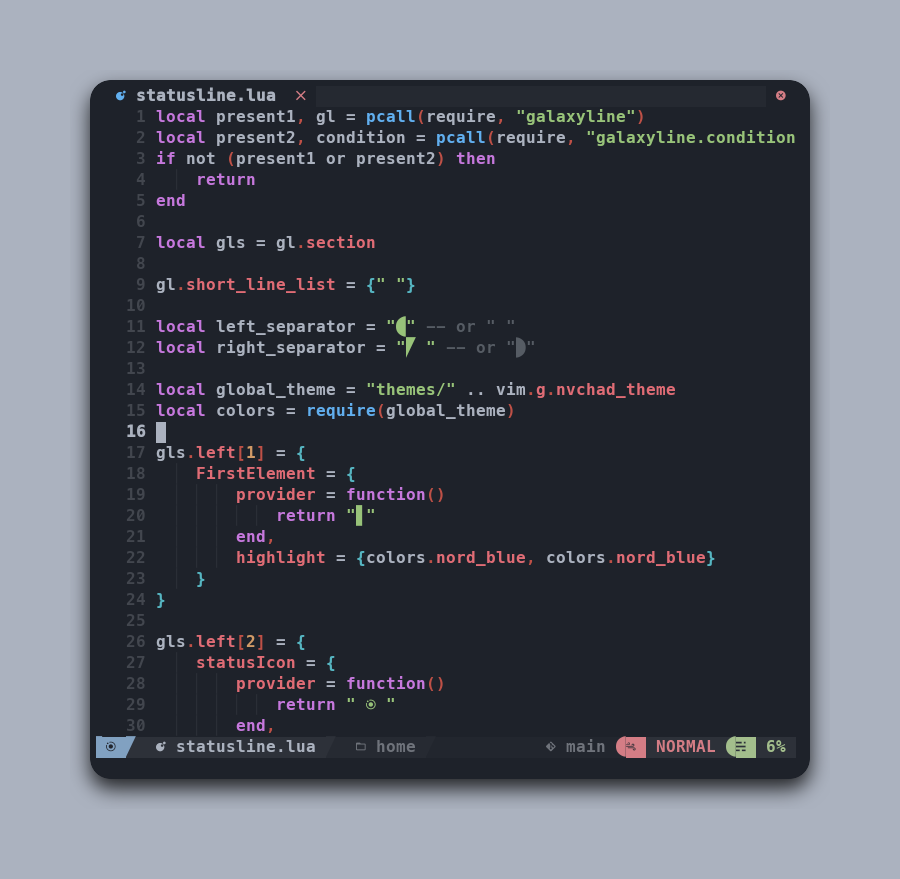 statusline.lua
1 local present1, gl = pcall(require, "galaxyline")
2 local present2, condition = pcall(require, "galaxyline.condition
3 if not (present1 or present2) then
4     return
5 end
6
7 local gls = gl.section
8
9 gl.short_line_list = {" "}
10
11 local left_separator = "" -- or " "
12 local right_separator = " " -- or ""
13
14 local global_theme = "themes/" .. vim.g.nvchad_theme
15 local colors = require(global_theme)
16
17 gls.left[1] = {
18     FirstElement = {
19         provider = function()
20             return "▋"
21         end,
22         highlight = {colors.nord_blue, colors.nord_blue}
23     }
24 }
25
26 gls.left[2] = {
27     statusIcon = {
28         provider = function()
29             return "  "
30         end,
statusline.lua home main NORMAL 6%